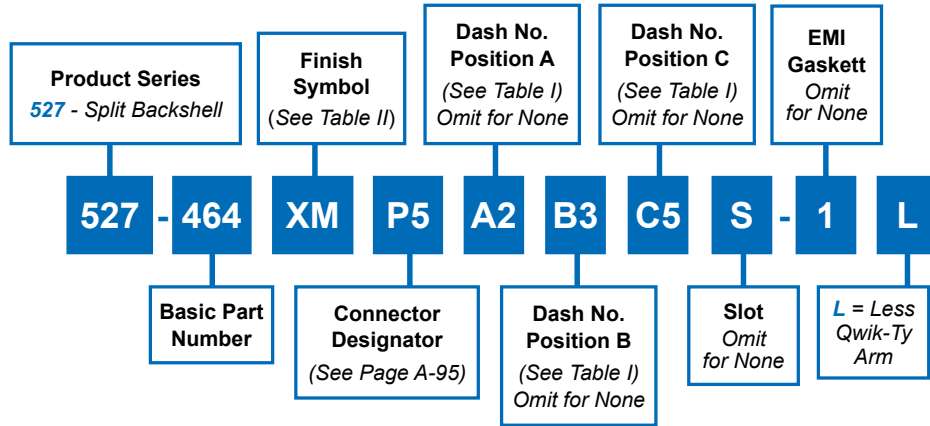 Product Series
527 - Split Backshell
Finish
Symbol
(See Table II)
Dash No.
Position A
(See Table I)
Omit for None
Dash No.
Position C
(See Table I)
Omit for None
EMI
Gaskett
Omit
for None
527 - 464 XM P5 A2 B3 C5 S - 1 L
Basic Part
Number
Connector
Designator
(See Page A-95)
Dash No.
Position B
(See Table I)
Omit for None
Slot
Omit
for None
L = Less
Qwik-Ty
Arm